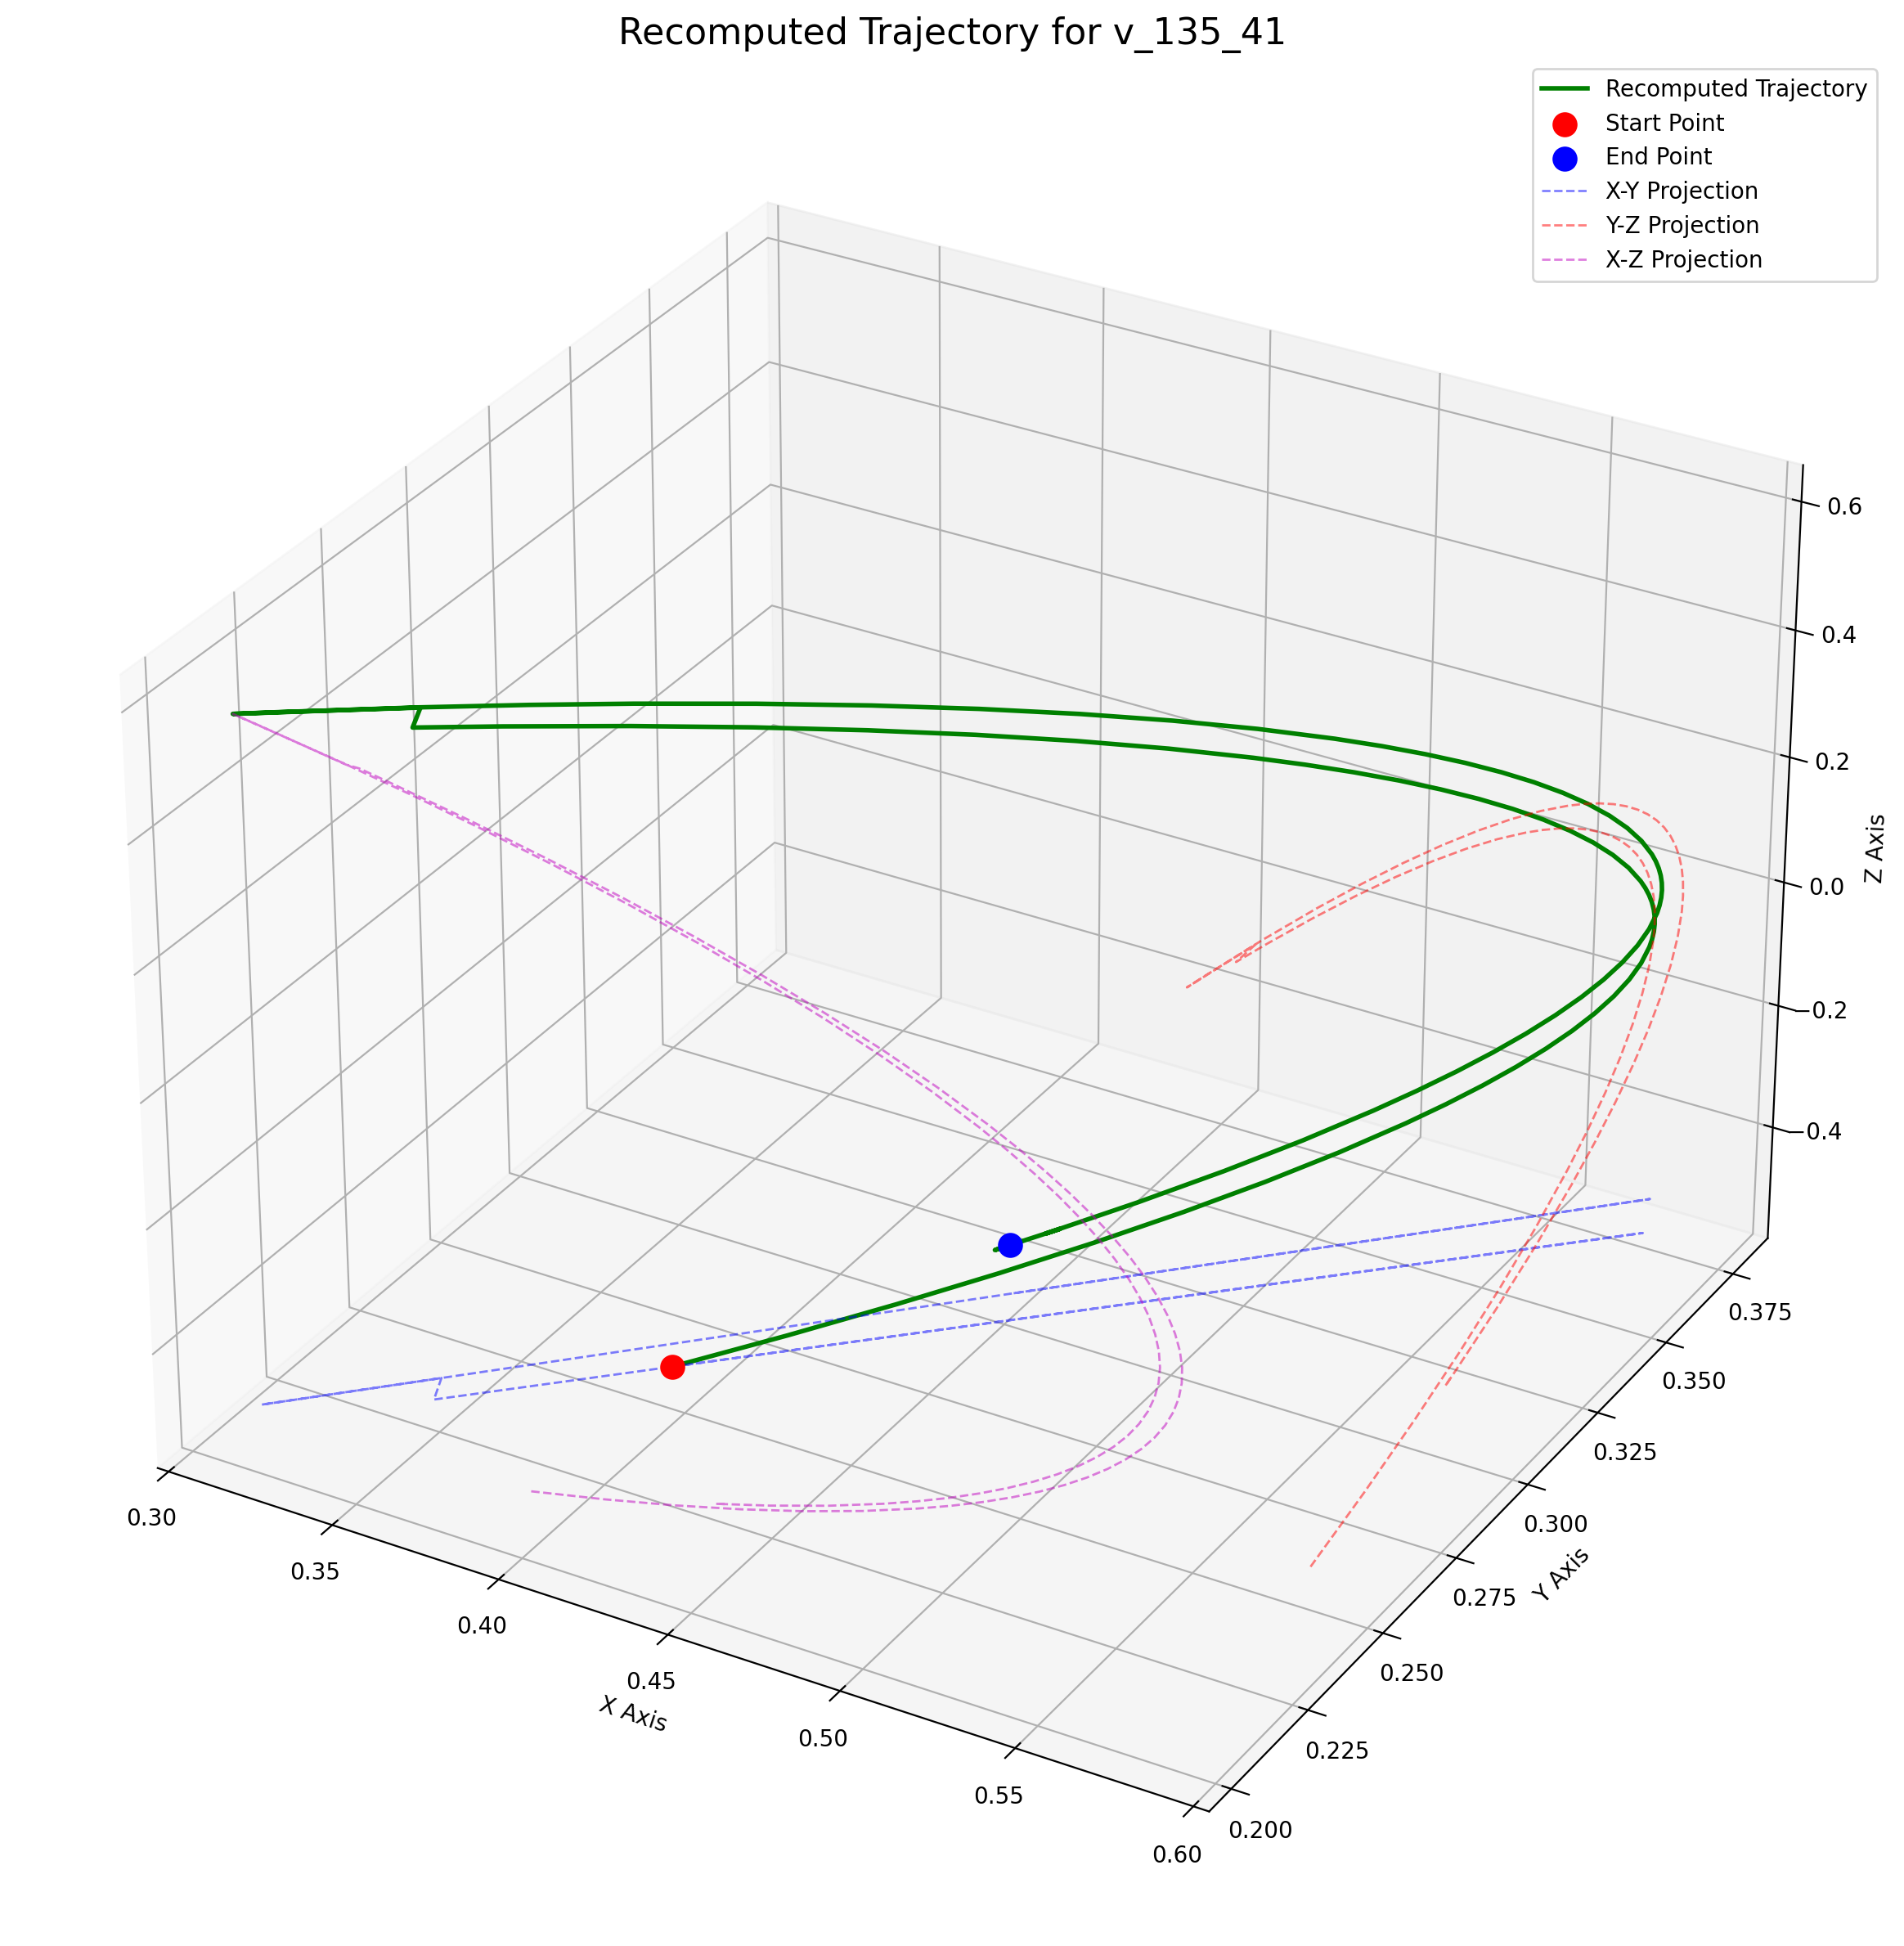 Recomputed Trajectory for v_135_41
Recomputed Trajectory
Start Point
End Point
X-Y Projection
Y-Z Projection
X-Z Projection
0.6
0.4
0.2
0.0
−0.2
−0.4
Z Axis
0.375
0.350
0.325
0.300
0.275
0.250
0.225
0.200
Y Axis
0.30
0.35
0.40
0.45
0.50
0.55
0.60
X Axis